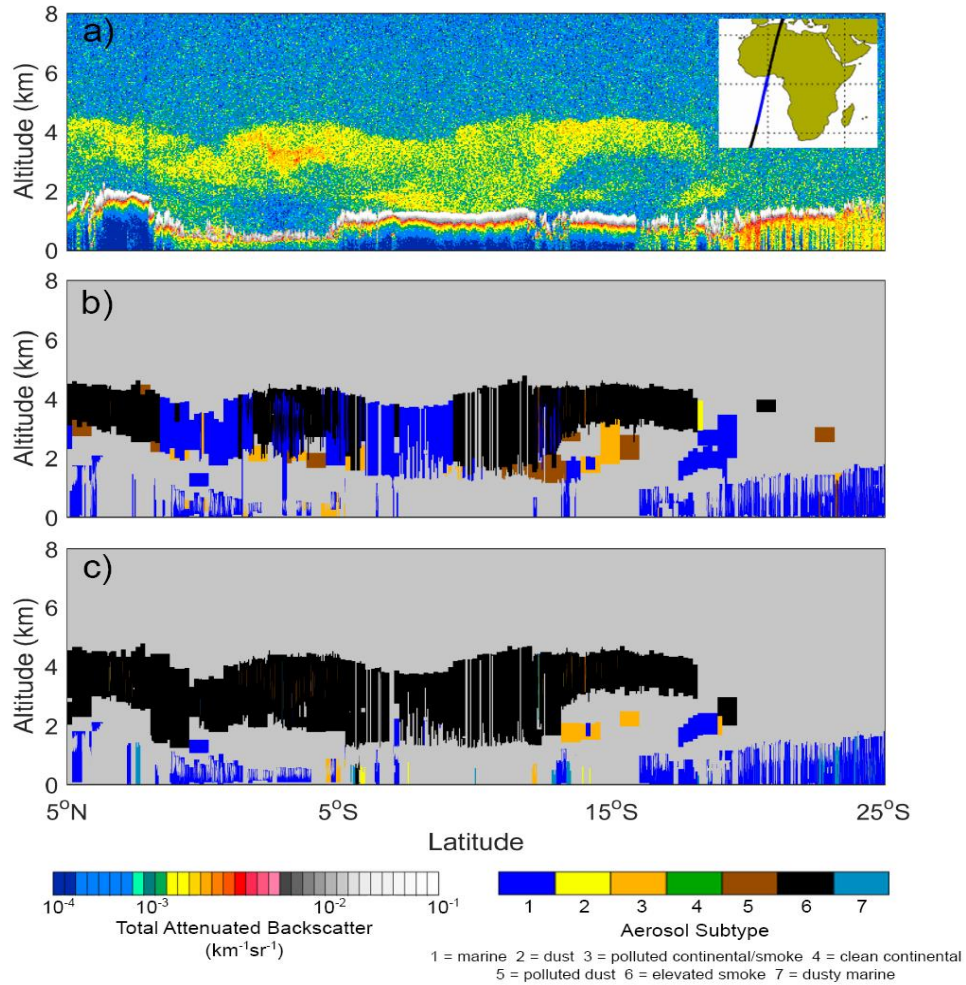 a)
8
6
4
2
0
Altitude (km)
b)
8
6
4
2
0
Altitude (km)
c)
8
6
4
2
0
Altitude (km)
5°N 5°S 15°S 25°S
Latitude
10⁻⁴ 10⁻³ 10⁻² 10⁻¹
Total Attenuated Backscatter
(km⁻¹sr⁻¹)
1 2 3 4 5 6 7
Aerosol Subtype
1 = marine 2 = dust 3 = polluted continental/smoke 4 = clean continental
5 = polluted dust 6 = elevated smoke 7 = dusty marine